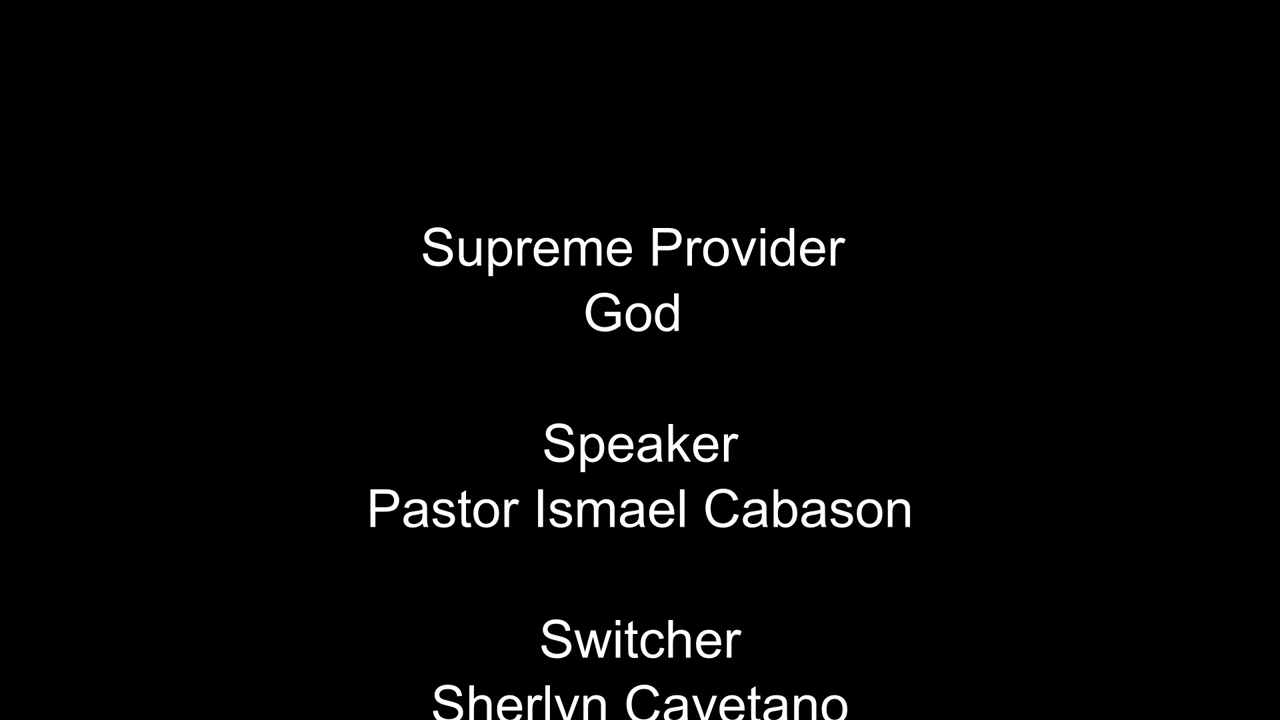 Supreme Provider
God
Speaker
Pastor Ismael Cabason
Switcher
Sherlyn Cayetano